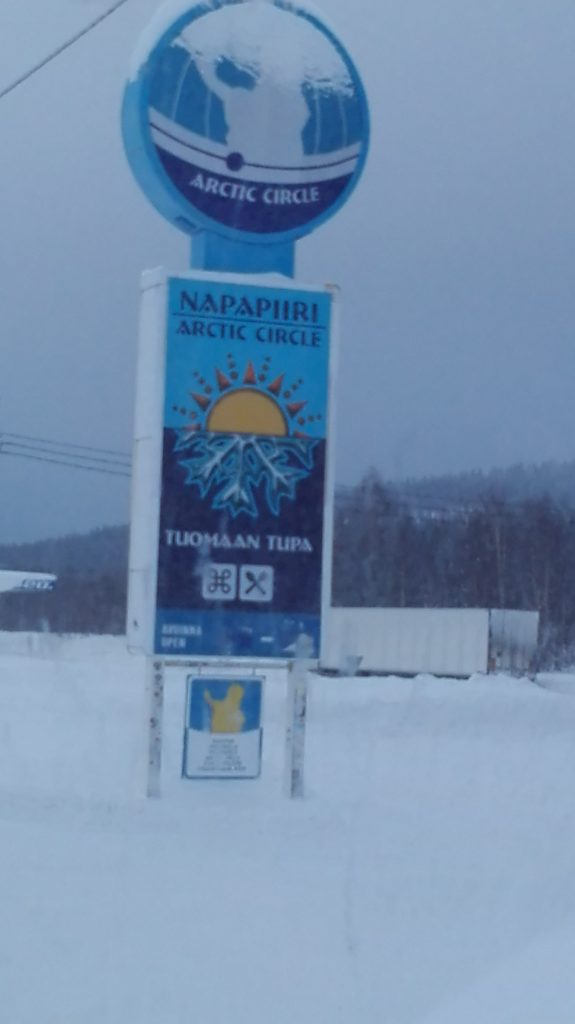 ARCTIC CIRCLE
NAPAPIIRI
ARCTIC CIRCLE
TUOMAAN TUPA
AVOINNA
OPEN